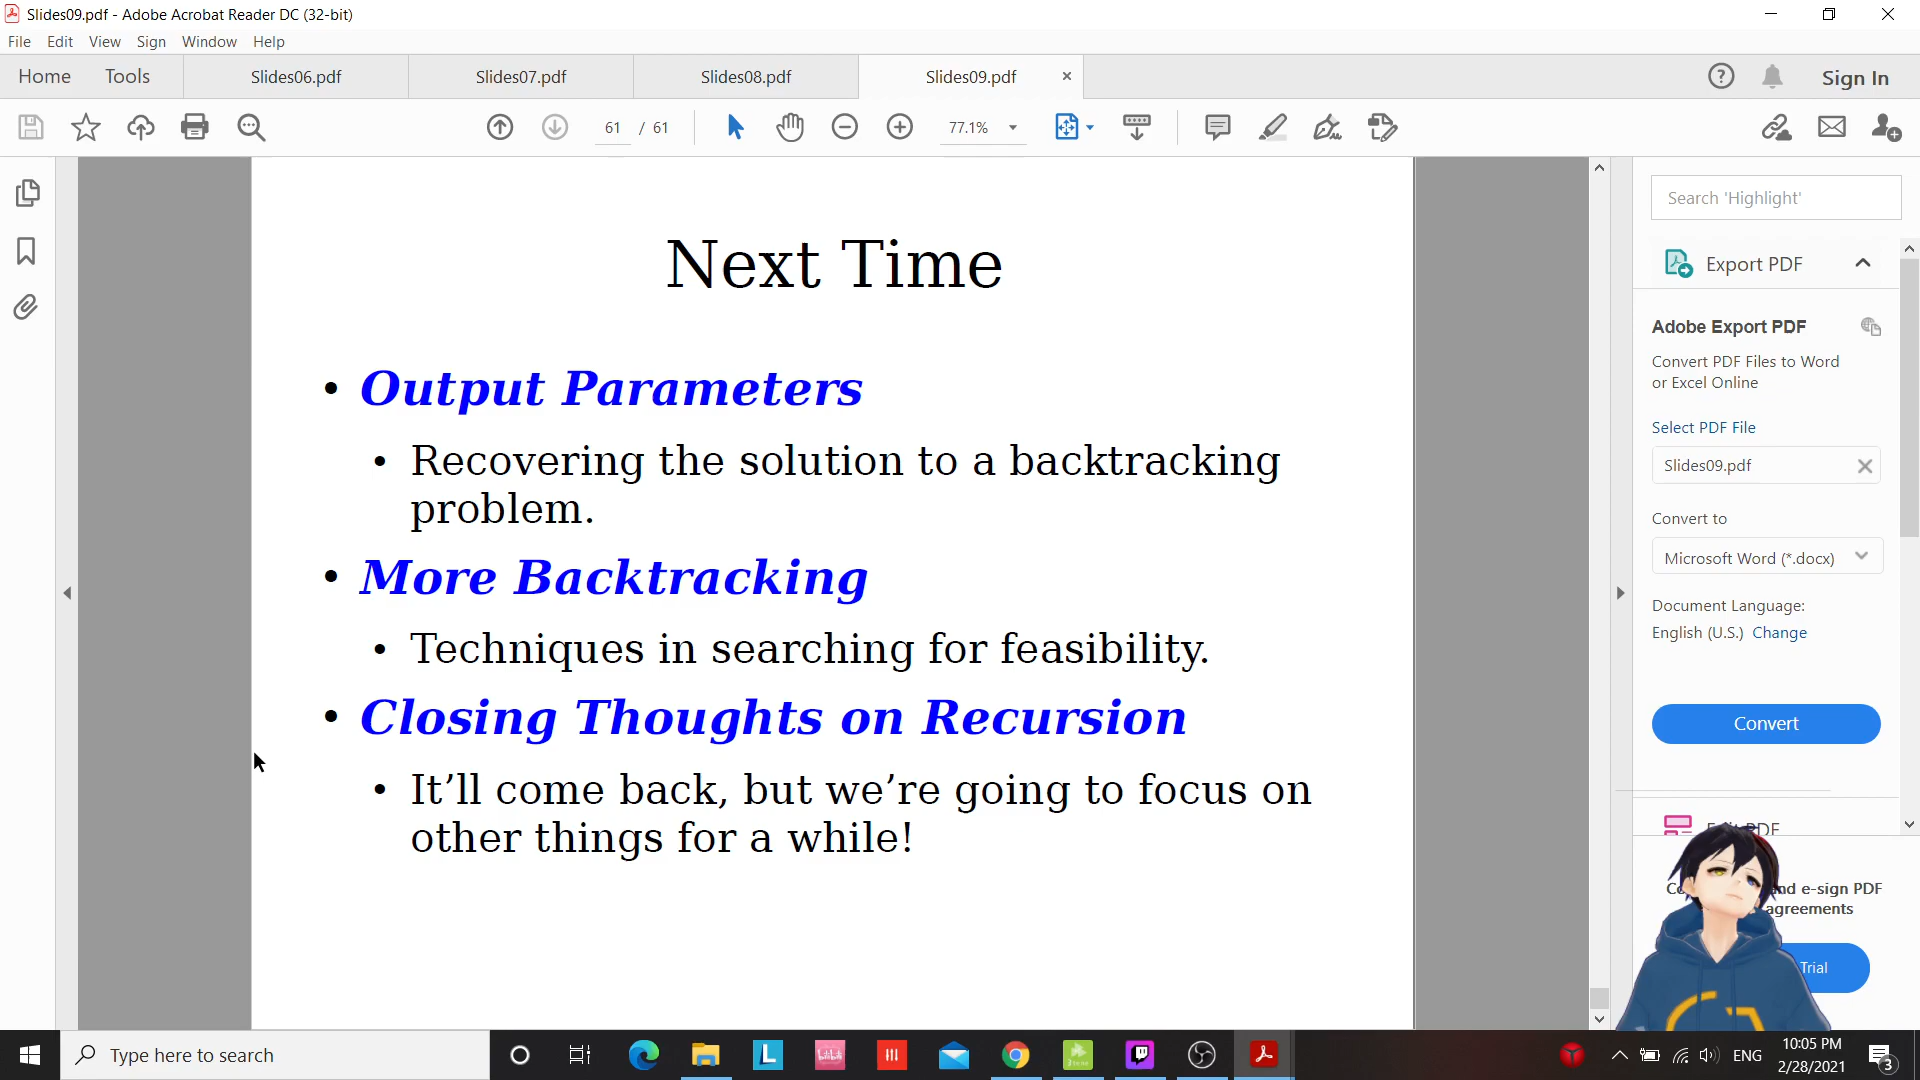 Slides09.pdf - Adobe Acrobat Reader DC (32-bit)
File Edit View Sign Window Help
Home Tools Slides06.pdf Slides07.pdf Slides08.pdf Slides09.pdf Sign In
61 / 61 77.1%
Next Time
• Output Parameters
• Recovering the solution to a backtracking
problem.
• More Backtracking
• Techniques in searching for feasibility.
• Closing Thoughts on Recursion
• It’ll come back, but we’re going to focus on
other things for a while!
Search 'Highlight'
Export PDF
Adobe Export PDF
Convert PDF Files to Word
or Excel Online
Select PDF File
Slides09.pdf
Convert to
Microsoft Word (*.docx)
Document Language:
English (U.S.) Change
Convert
PDF
and e-sign PDF
agreements
Trial
Type here to search
ENG
10:05 PM
2/28/2021
3